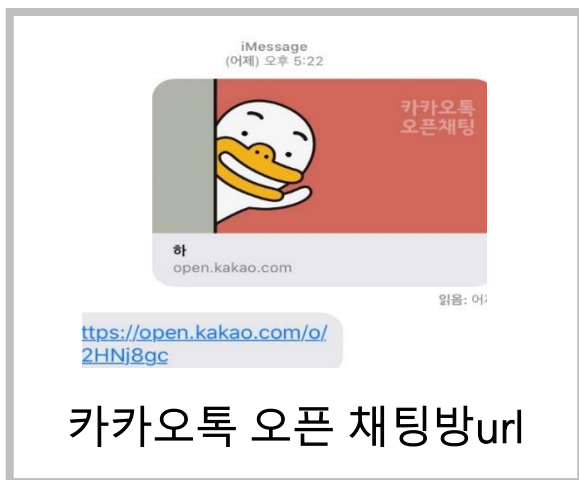 iMessage
(어제) 오후 5:22
카카오톡
오픈채팅
하
open.kakao.com
읽음: 어
ttps://open.kakao.com/o/
2HNj8gc
카카오톡 오픈 채팅방url